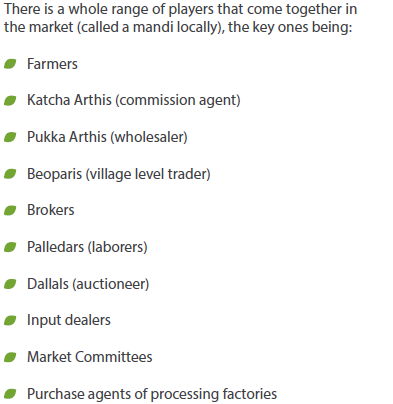 There is a whole range of players that come together in
the market (called a mandi locally), the key ones being:
Farmers
Katcha Arthis (commission agent)
Pukka Arthis (wholesaler)
Beoparis (village level trader)
Brokers
Palledars (laborers)
Dallals (auctioneer)
Input dealers
Market Committees
Purchase agents of processing factories